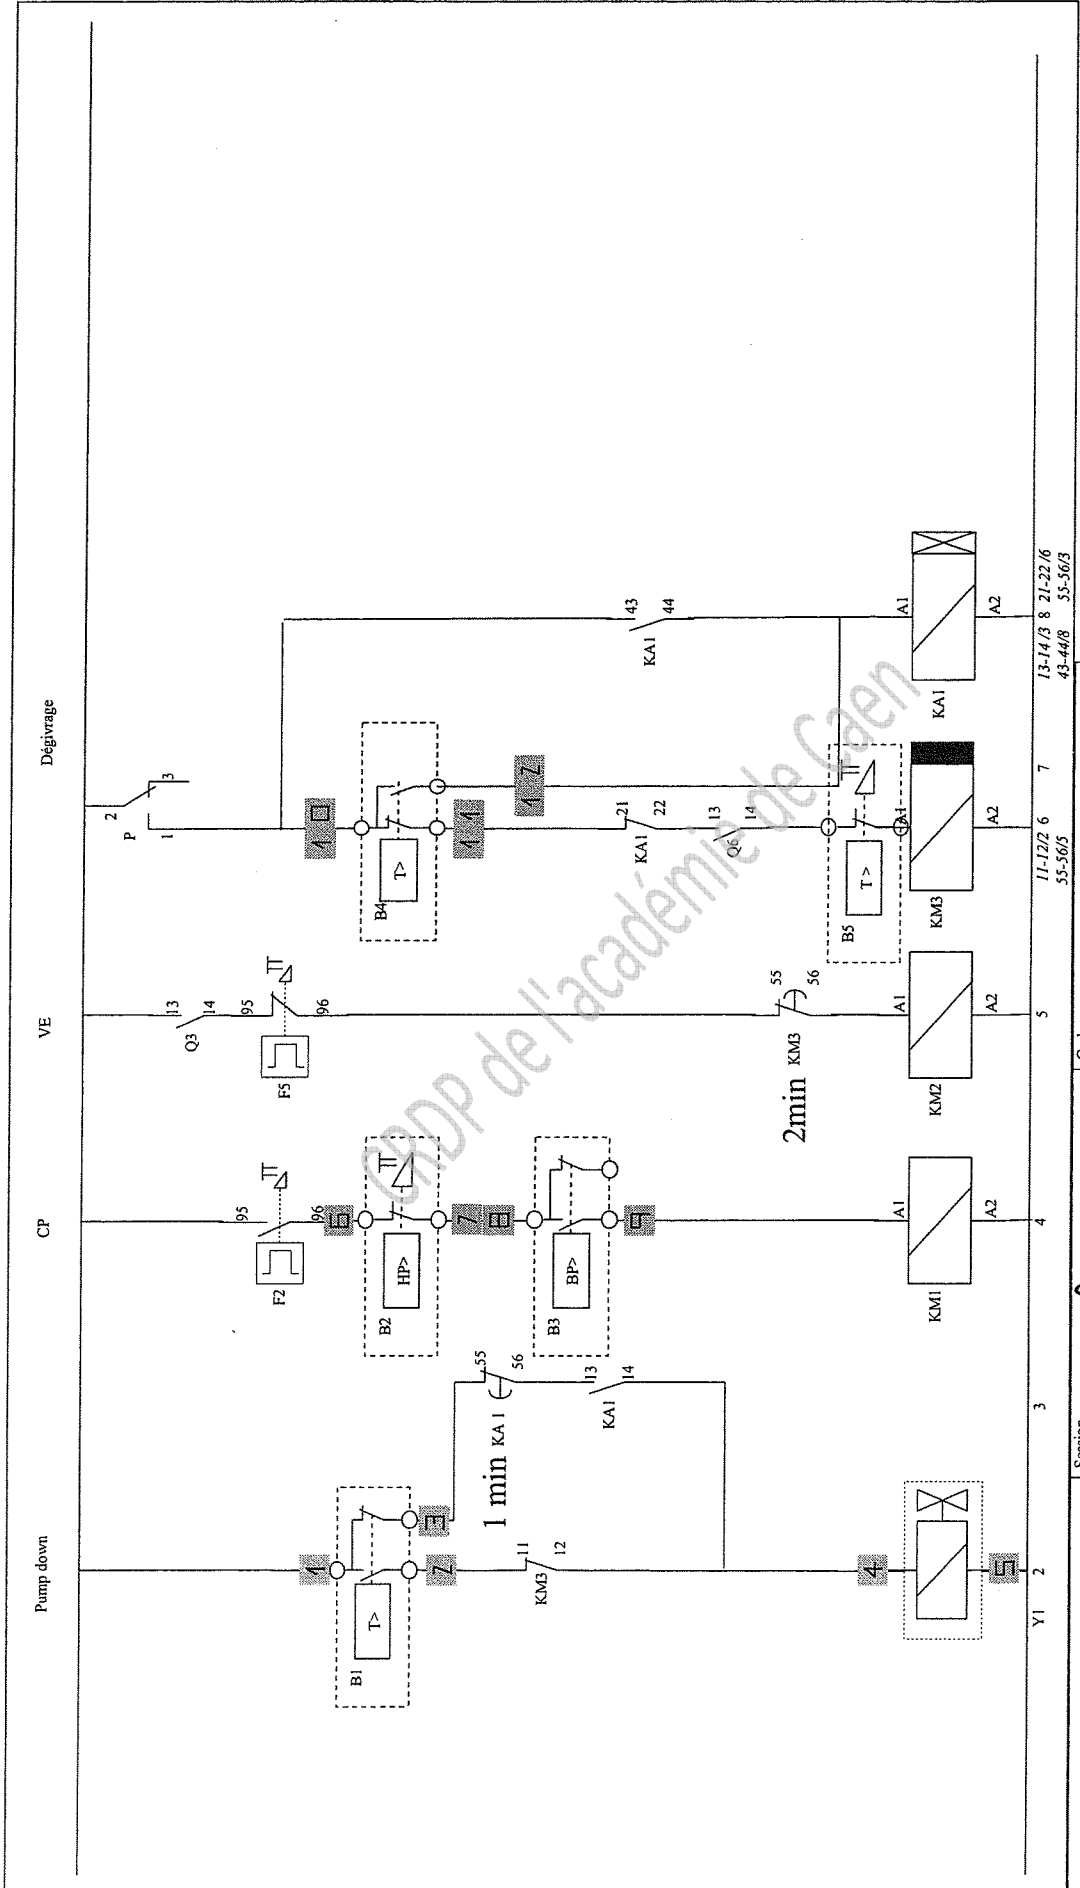 Pump down
CP
VE
Dégivrage
P
2
1
3
B1
T>
1
2
3
1 min KA 1
55
56
KA1
13
14
KM3
11
12
4
5
Y1
F2
95
96
6
B2
HP>
7
8
B3
BP>
9
KM1
A1
A2
Q3
13
14
F5
95
96
2min KM3
55
56
KM2
A1
A2
10
B4
T>
11
12
KA1
21
22
Q6
13
14
B5
T>
KM3
A1
A2
KA1
43
44
KA1
A1
A2
2
3
4
5
6
7
8
11-12/2
55-56/5
13-14/3
43-44/8
21-22/6
55-56/3
CRDP de l'académie de Caen